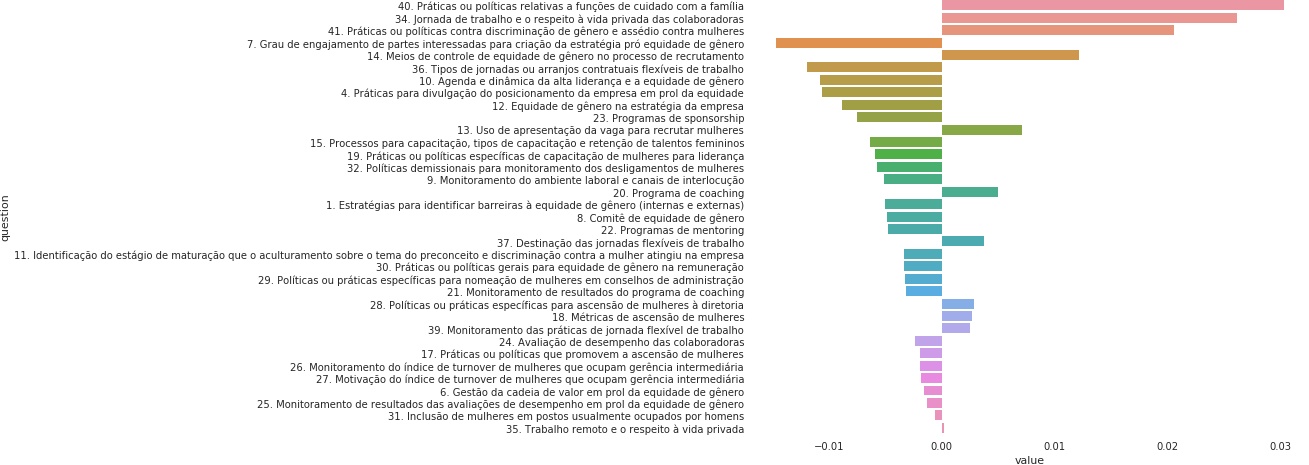 40. Práticas ou políticas relativas a funções de cuidado com a família
34. Jornada de trabalho e o respeito à vida privada das colaboradoras
41. Práticas ou políticas contra discriminação de gênero e assédio contra mulheres
7. Grau de engajamento de partes interessadas para criação da estratégia pró equidade de gênero
14. Meios de controle de equidade de gênero no processo de recrutamento
36. Tipos de jornadas ou arranjos contratuais flexíveis de trabalho
10. Agenda e dinâmica da alta liderança e a equidade de gênero
4. Práticas para divulgação do posicionamento da empresa em prol da equidade
12. Equidade de gênero na estratégia da empresa
23. Programas de sponsorship
13. Uso de apresentação da vaga para recrutar mulheres
15. Processos para capacitação, tipos de capacitação e retenção de talentos femininos
19. Práticas ou políticas específicas de capacitação de mulheres para liderança
32. Políticas demissionais para monitoramento dos desligamentos de mulheres
9. Monitoramento do ambiente laboral e canais de interlocução
20. Programa de coaching
1. Estratégias para identificar barreiras à equidade de gênero (internas e externas)
8. Comitê de equidade de gênero
22. Programas de mentoring
37. Destinação das jornadas flexíveis de trabalho
11. Identificação do estágio de maturação que o aculturamento sobre o tema do preconceito e discriminação contra a mulher atingiu na empresa
30. Práticas ou políticas gerais para equidade de gênero na remuneração
29. Políticas ou práticas específicas para nomeação de mulheres em conselhos de administração
21. Monitoramento de resultados do programa de coaching
28. Políticas ou práticas específicas para ascensão de mulheres à diretoria
18. Métricas de ascensão de mulheres
39. Monitoramento das práticas de jornada flexível de trabalho
24. Avaliação de desempenho das colaboradoras
17. Práticas ou políticas que promovem a ascensão de mulheres
26. Monitoramento do índice de turnover de mulheres que ocupam gerência intermediária
27. Motivação do índice de turnover de mulheres que ocupam gerência intermediária
6. Gestão da cadeia de valor em prol da equidade de gênero
25. Monitoramento de resultados das avaliações de desempenho em prol da equidade de gênero
31. Inclusão de mulheres em postos usualmente ocupados por homens
35. Trabalho remoto e o respeito à vida privada
question
−0.01 0.00 0.01 0.02 0.03
value